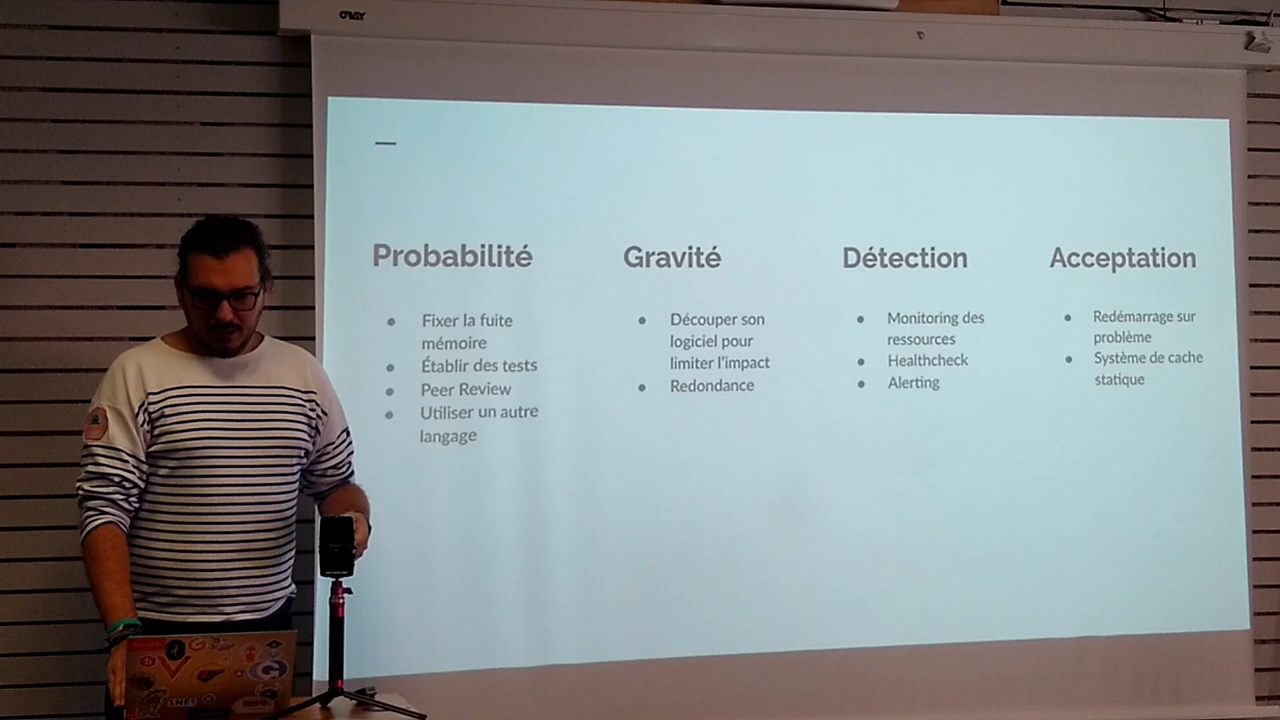 ORAY
Probabilité
Fixer la fuite
mémoire
Établir des tests
Peer Review
Utiliser un autre
langage
Gravité
Découper son
logiciel pour
limiter l'impact
Redondance
Détection
Monitoring des
ressources
Healthcheck
Alerting
Acceptation
Redémarrage sur
problème
Système de cache
statique